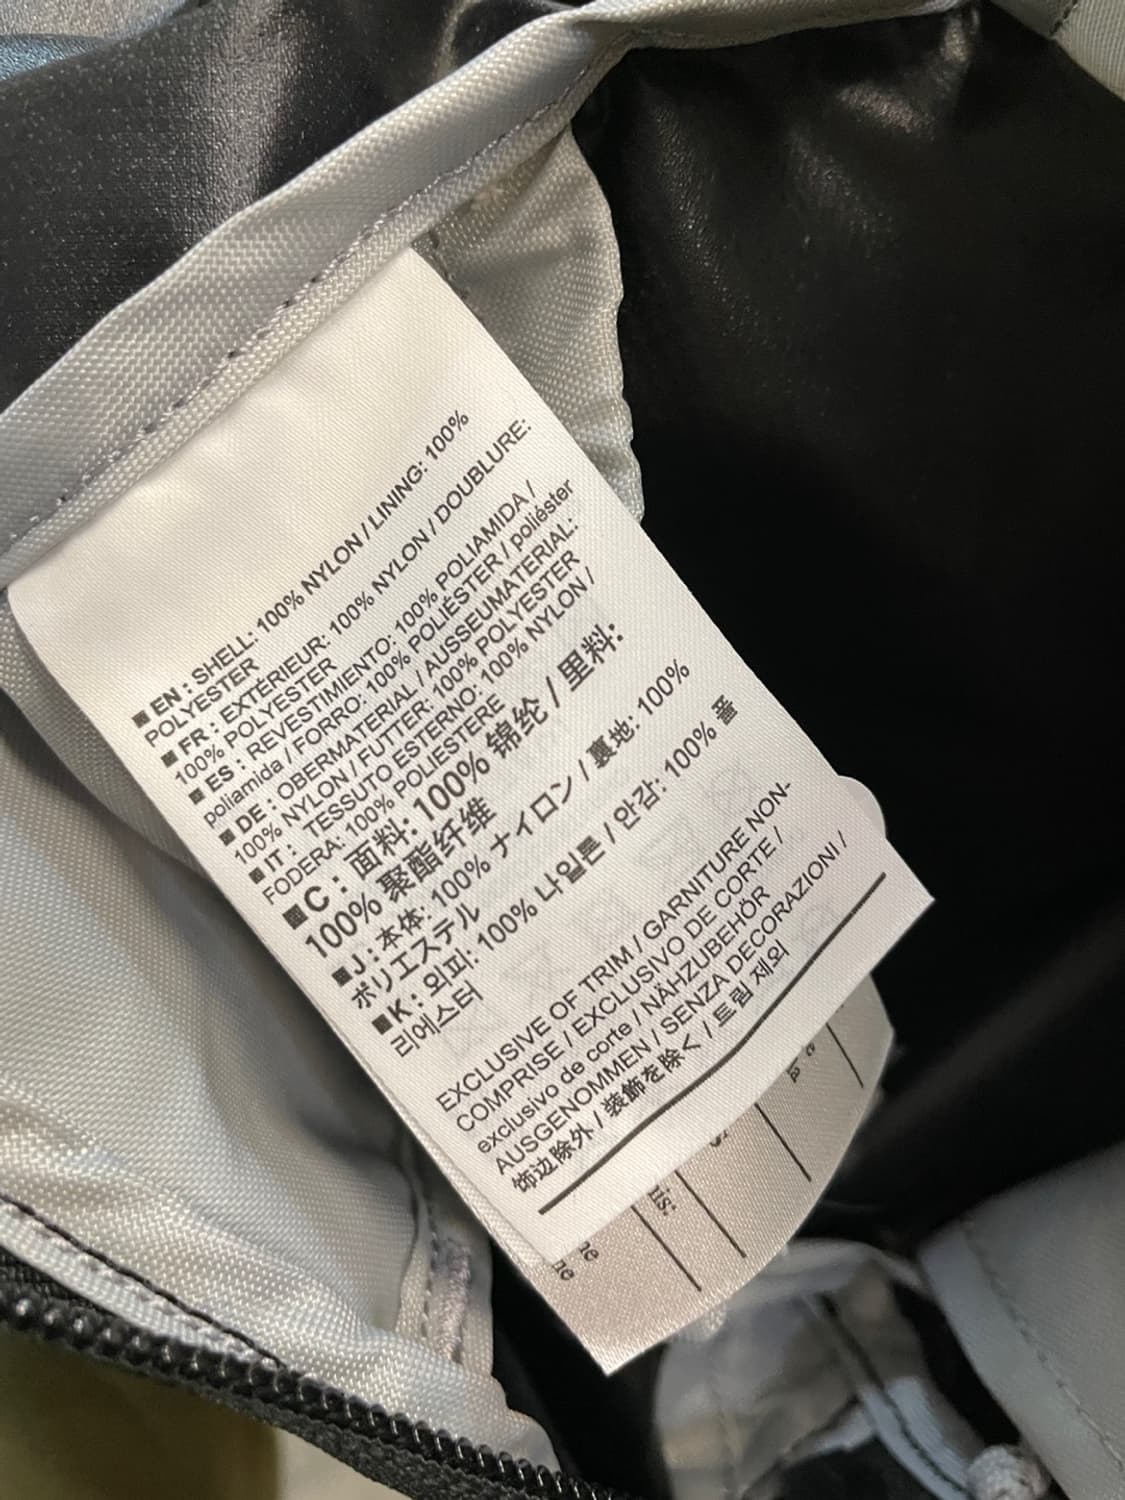 ■ EN : SHELL: 100% NYLON / LINING: 100%
POLYESTER
■ FR : EXTERIEUR: 100% NYLON / DOUBLURE:
100% POLYESTER
■ ES : REVESTIMIENTO: 100% POLIAMIDA /
poliamida / FORRO: 100% POLIÉSTER / poliéster
■ DE : OBERMATERIAL / AUSSEUMATERIAL:
100% NYLON / FUTTER: 100% POLYESTER
■ IT : TESSUTO ESTERNO: 100% NYLON /
FODERA: 100% POLIESTERE
■ C : 面料: 100% 锦纶 / 里料:
100% 聚酯纤维
■ J : 本体: 100% ナイロン / 裏地: 100%
ポリエステル
■ K : 외피: 100% 나일론 / 안감: 100% 폴
리에스터
EXCLUSIVE OF TRIM / GARNITURE NON-
COMPRISE / EXCLUSIVO DE CORTE /
exclusivo de corte / NÄHZUBEHÖR
AUSGENOMMEN / SENZA DECORAZIONI /
饰边除外 / 装飾を除く / 트림 제외